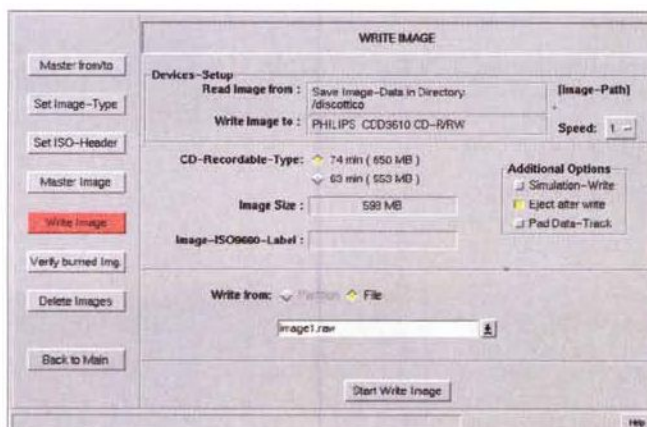 WRITE IMAGE
Master from/to
Set Image-Type
Set ISO-Header
Master Image
Write Image
Verify burned Img.
Delete Images
Back to Main
Devices-Setup
Read Image from : Save Image-Data in Directory: [Image-Path]
/discottico
Write Image to : PHILIPS CDD3610 CD-R/RW Speed: 1
CD-Recordable-Type: 74 min ( 650 MB )
63 min ( 553 MB )
Image Size : 598 MB
Image-ISO9660-Label :
Additional Options
Simulation-Write
Eject after write
Pad Data-Track
Write from: Partition File
image1.raw
Start Write Image
Help